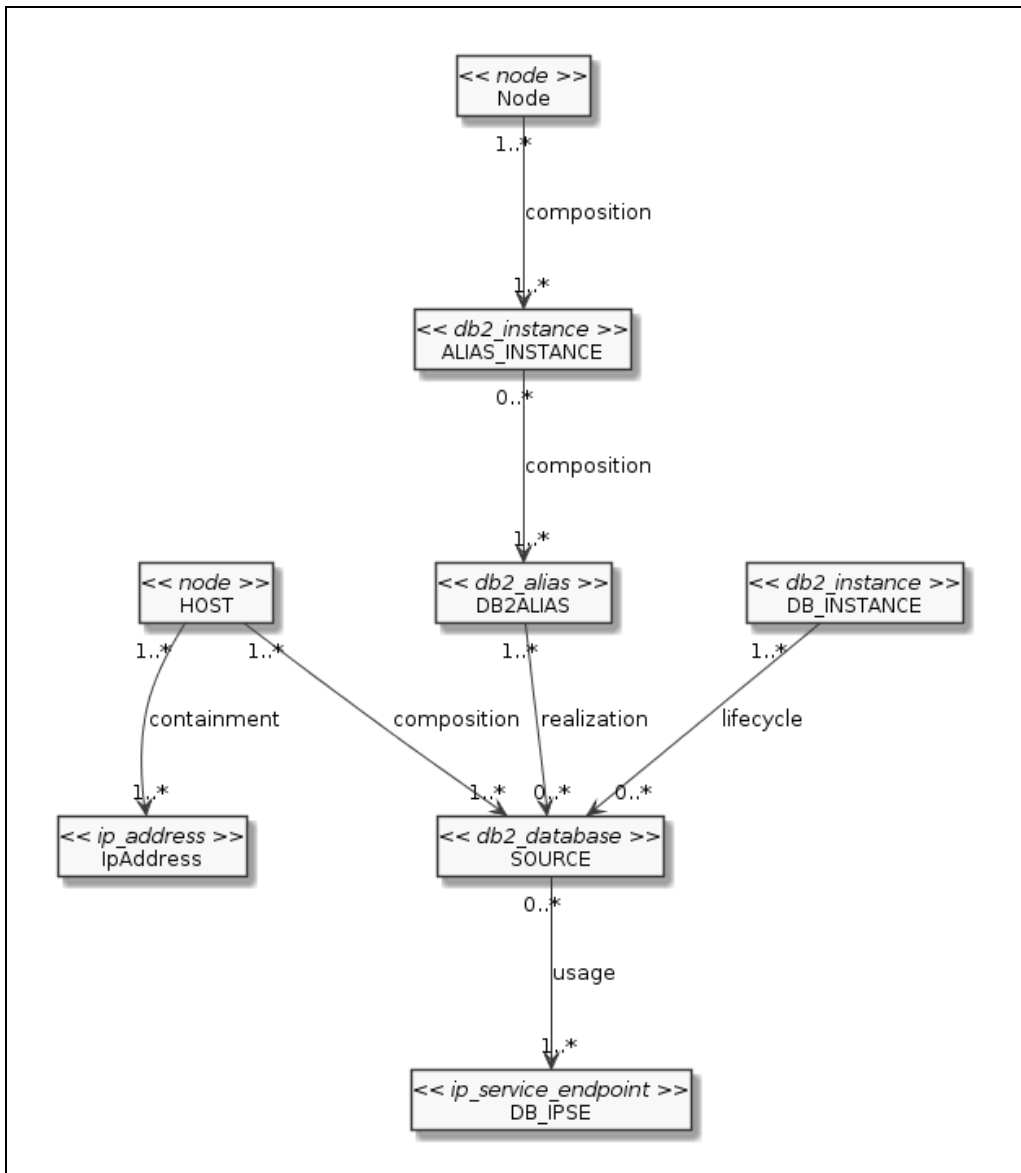 << node >>
Node
1..*
composition
1..*
<< db2_instance >>
ALIAS_INSTANCE
0..*
composition
1..*
<< node >>
HOST
<< db2_alias >>
DB2ALIAS
<< db2_instance >>
DB_INSTANCE
1..*
1..*
1..*
1..*
containment
composition
realization
lifecycle
1..*
1..*
0..*
0..*
<< ip_address >>
IpAddress
<< db2_database >>
SOURCE
0..*
usage
1..*
<< ip_service_endpoint >>
DB_IPSE